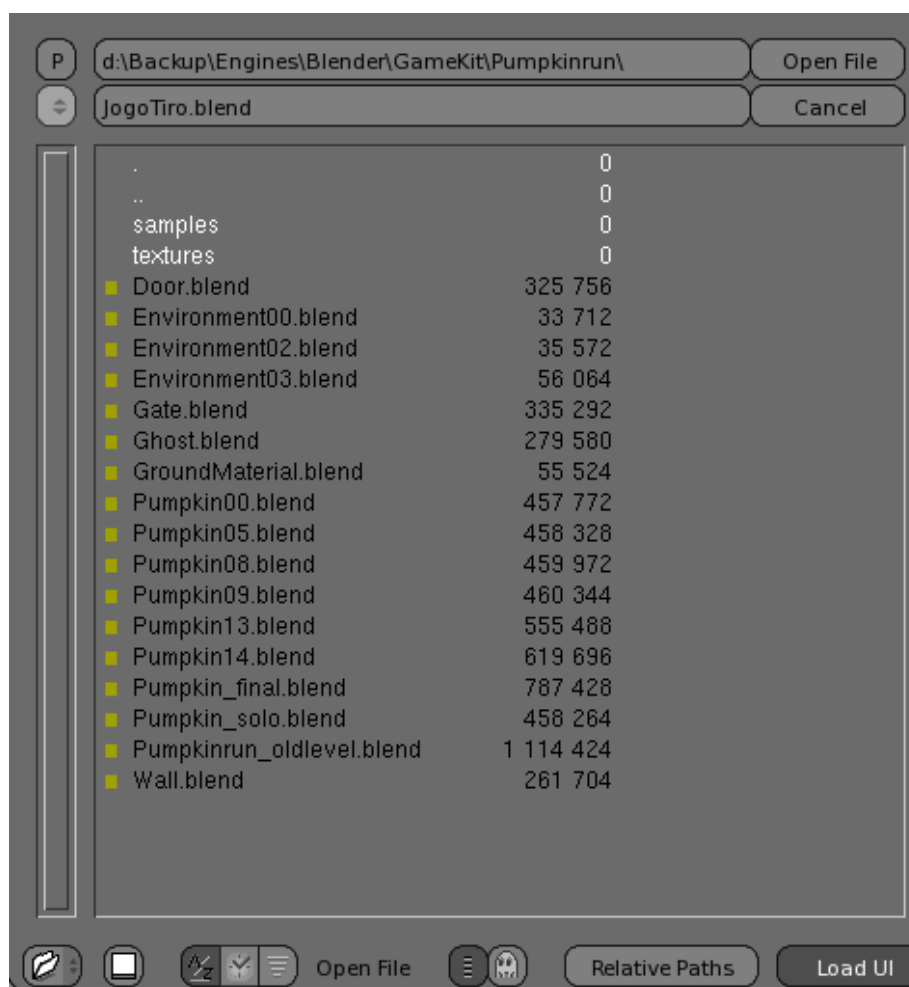 P d:\Backup\Engines\Blender\GameKit\Pumpkinrun\ Open File
JogoTiro.blend Cancel
. 0
.. 0
samples 0
textures 0
Door.blend 325 756
Environment00.blend 33 712
Environment02.blend 35 572
Environment03.blend 56 064
Gate.blend 335 292
Ghost.blend 279 580
GroundMaterial.blend 55 524
Pumpkin00.blend 457 772
Pumpkin05.blend 458 328
Pumpkin08.blend 459 972
Pumpkin09.blend 460 344
Pumpkin13.blend 555 488
Pumpkin14.blend 619 696
Pumpkin_final.blend 787 428
Pumpkin_solo.blend 458 264
Pumpkinrun_oldlevel.blend 1 114 424
Wall.blend 261 704
A/Z Open File Relative Paths Load UI